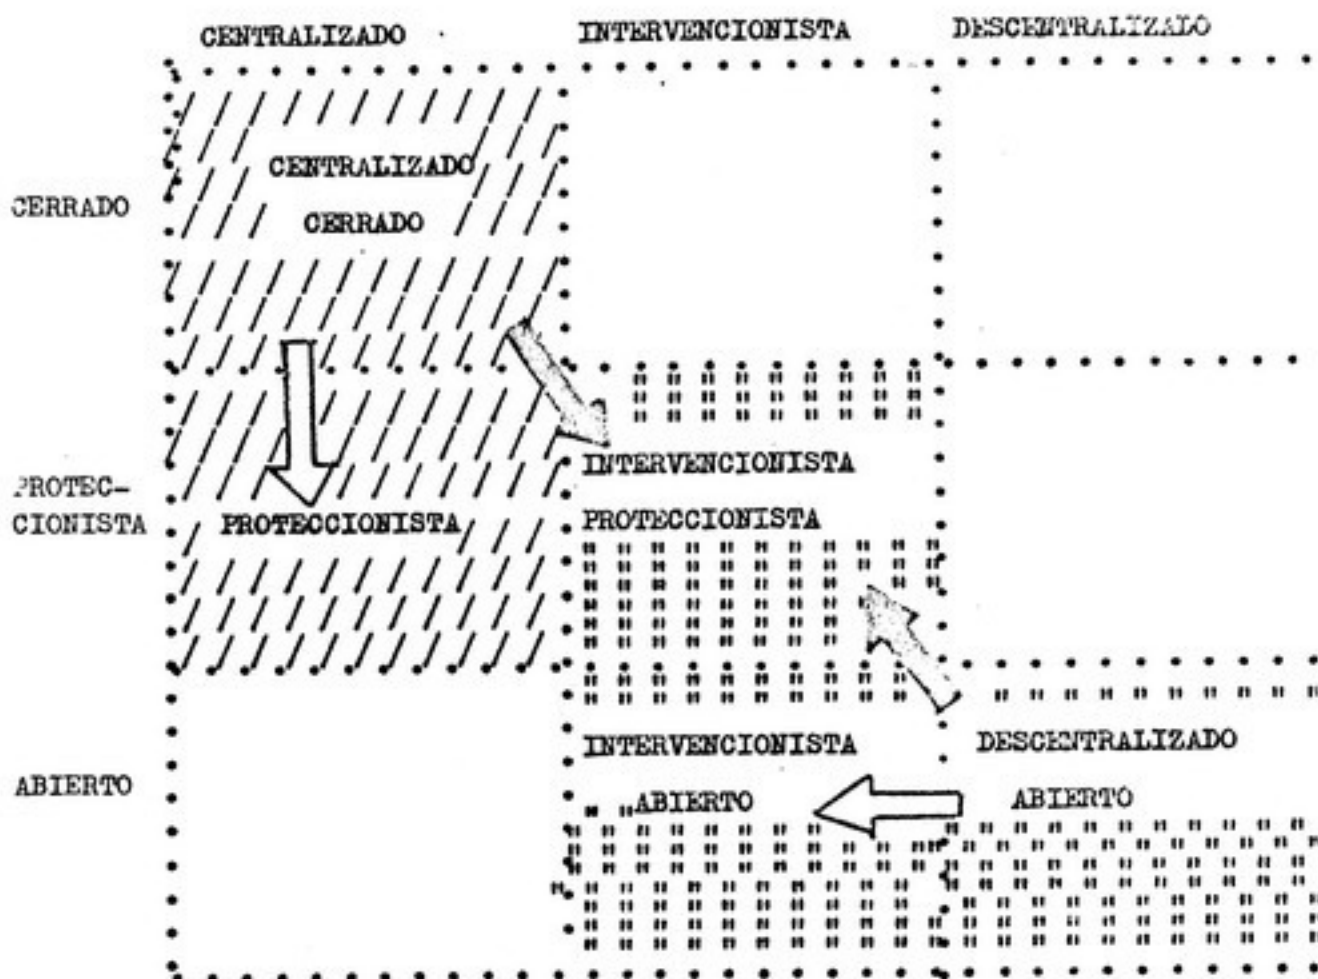 CENTRALIZADO INTERVENCIONISTA DESCENTRALIZADO
CENTRALIZADO
CERRADO
CERRADO
INTERVENCIONISTA
PROTEC-
CIONISTA
PROTECCIONISTA
PROTECCIONISTA
INTERVENCIONISTA
DESCENTRALIZADO
ABIERTO
ABIERTO
ABIERTO